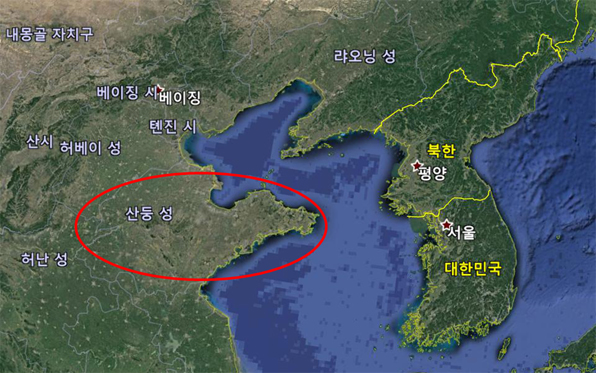 내몽골 자치구
랴오닝 성
베이징 시
베이징
텐진 시
산시
허베이 성
북한
평양
산둥 성
서울
허난 성
대한민국